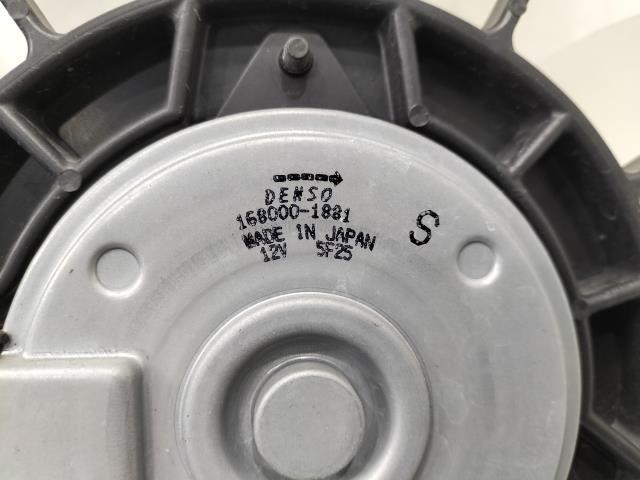 DENSO
168000-1881
MADE IN JAPAN
12V 5F25
S